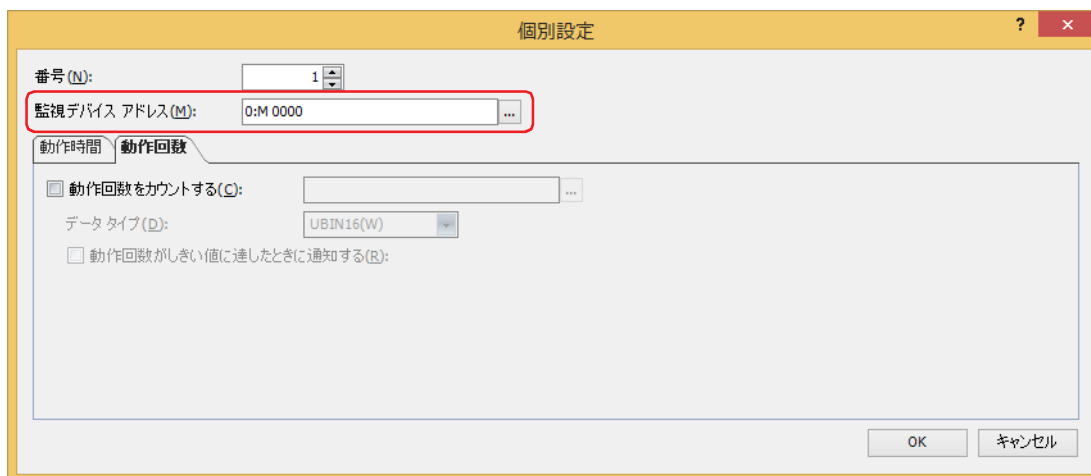 個別設定
? ×
番号(N): 1
監視デバイス アドレス(M): 0:M 0000 ...
動作時間 動作回数
動作回数をカウントする(C): ...
データ タイプ(D): UBIN16(W)
動作回数がしきい値に達したときに通知する(R):
OK キャンセル